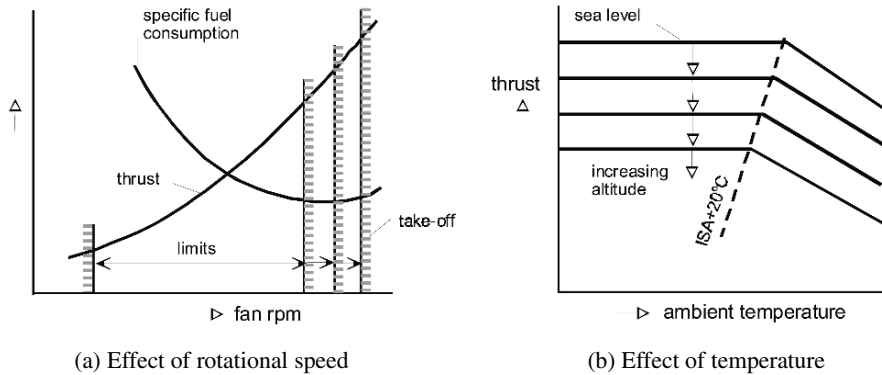 specific fuel
consumption
thrust
limits
take-off
fan rpm
(a) Effect of rotational speed
sea level
thrust
increasing
altitude
ISA+20°C
ambient temperature
(b) Effect of temperature